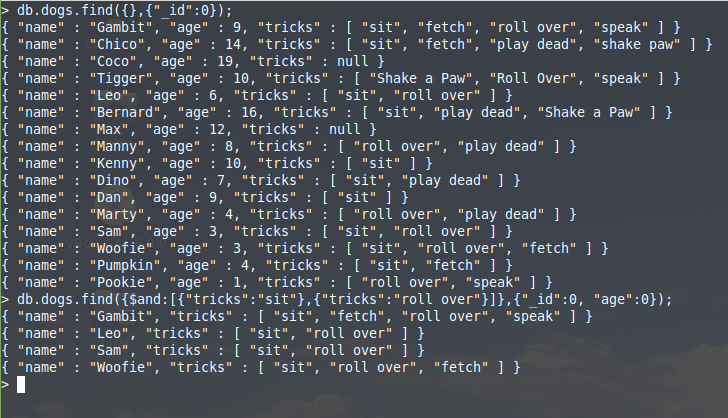 > db.dogs.find({},{"_id":0});
{ "name" : "Gambit", "age" : 9, "tricks" : [ "sit", "fetch", "roll over", "speak" ] }
{ "name" : "Chico", "age" : 14, "tricks" : [ "sit", "fetch", "play dead", "shake paw" ] }
{ "name" : "Coco", "age" : 19, "tricks" : null }
{ "name" : "Tigger", "age" : 10, "tricks" : [ "Shake a Paw", "Roll Over", "speak" ] }
{ "name" : "Leo", "age" : 6, "tricks" : [ "sit", "roll over" ] }
{ "name" : "Bernard", "age" : 16, "tricks" : [ "sit", "play dead", "Shake a Paw" ] }
{ "name" : "Max", "age" : 12, "tricks" : null }
{ "name" : "Manny", "age" : 8, "tricks" : [ "roll over", "play dead" ] }
{ "name" : "Kenny", "age" : 10, "tricks" : [ "sit" ] }
{ "name" : "Dino", "age" : 7, "tricks" : [ "sit", "play dead" ] }
{ "name" : "Dan", "age" : 9, "tricks" : [ "sit" ] }
{ "name" : "Marty", "age" : 4, "tricks" : [ "roll over", "play dead" ] }
{ "name" : "Sam", "age" : 3, "tricks" : [ "sit", "roll over" ] }
{ "name" : "Woofie", "age" : 3, "tricks" : [ "sit", "roll over", "fetch" ] }
{ "name" : "Pumpkin", "age" : 4, "tricks" : [ "sit", "fetch" ] }
{ "name" : "Pookie", "age" : 1, "tricks" : [ "roll over", "speak" ] }
> db.dogs.find({$and:[{"tricks":"sit"},{"tricks":"roll over"}]},{"_id":0, "age":0});
{ "name" : "Gambit", "tricks" : [ "sit", "fetch", "roll over", "speak" ] }
{ "name" : "Leo", "tricks" : [ "sit", "roll over" ] }
{ "name" : "Sam", "tricks" : [ "sit", "roll over" ] }
{ "name" : "Woofie", "tricks" : [ "sit", "roll over", "fetch" ] }
>